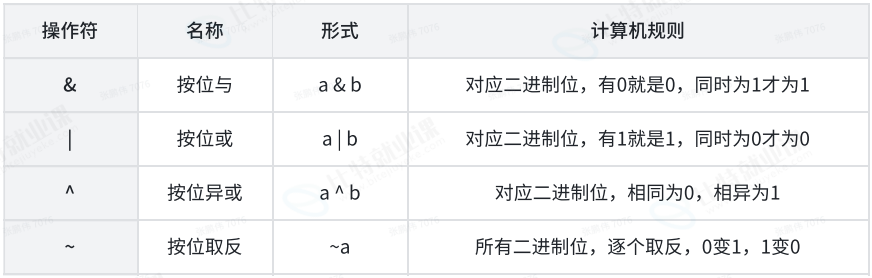 操作符 名称 形式 计算机规则
& 按位与 a & b 对应二进制位，有0就是0，同时为1才为1
| 按位或 a | b 对应二进制位，有1就是1，同时为0才为0
^ 按位异或 a ^ b 对应二进制位，相同为0，相异为1
~ 按位取反 ~a 所有二进制位，逐个取反，0变1，1变0